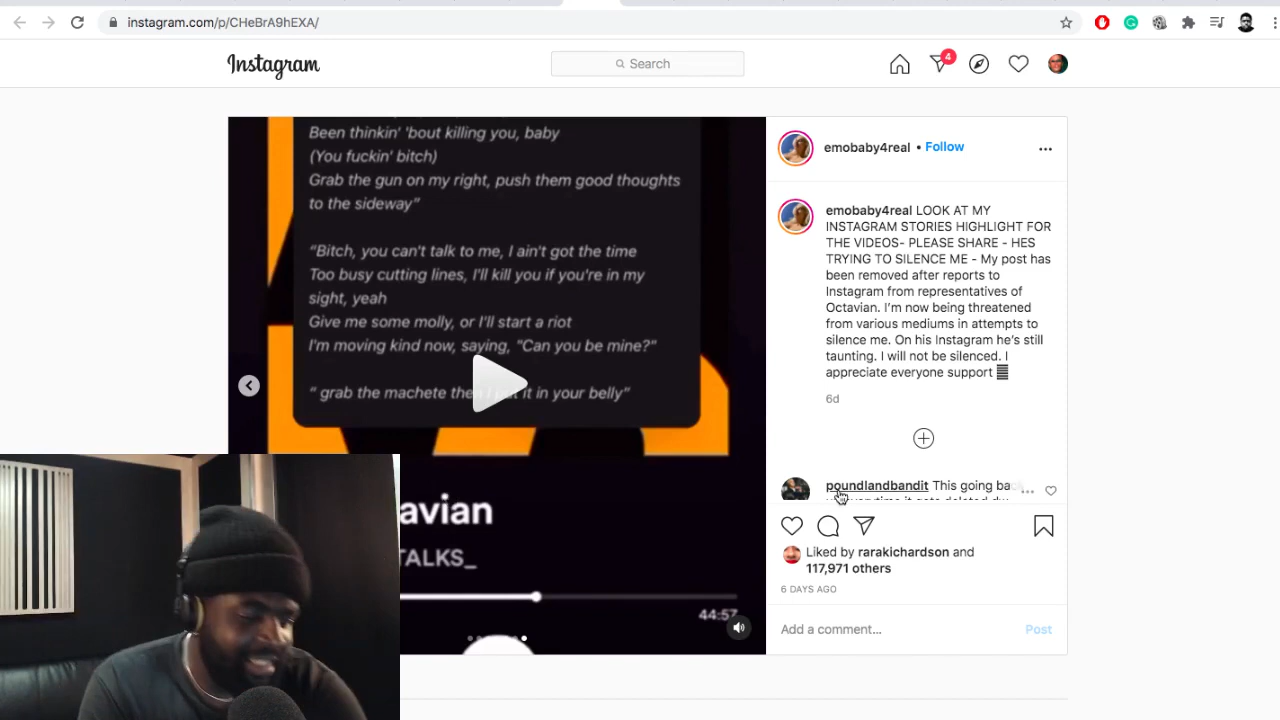 instagram.com/p/CHeBrA9hEXA/
Instagram
Search
4
Been thinkin' 'bout killing you, baby
(You fuckin' bitch)
Grab the gun on my right, push them good thoughts
to the sideway”
“Bitch, you can't talk to me, I ain't got the time
Too busy cutting lines, I'll kill you if you're in my
sight, yeah
Give me some molly, or I'll start a riot
I'm moving kind now, saying, "Can you be mine?"
“ grab the machete then I put it in your belly”
avian
TALKS_
44:57
emobaby4real • Follow
emobaby4real LOOK AT MY
INSTAGRAM STORIES HIGHLIGHT FOR
THE VIDEOS- PLEASE SHARE - HES
TRYING TO SILENCE ME - My post has
been removed after reports to
Instagram from representatives of
Octavian. I’m now being threatened
from various mediums in attempts to
silence me. On his Instagram he’s still
taunting. I will not be silenced. I
appreciate everyone support
6d
poundlandbandit This going
Liked by rarakichardson and
117,971 others
6 DAYS AGO
Add a comment...
Post